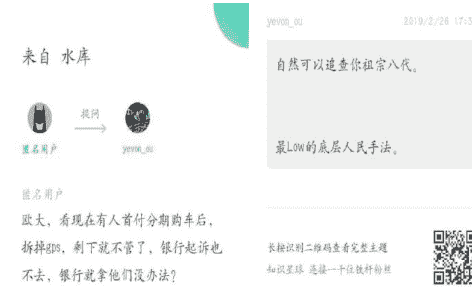 来自 水库
提问
匿名用户
yevon_ou
匿名用户
欧大，看现在有人首付分期购车后，
拆掉gps，剩下就不管了，银行起诉也
不去，银行就拿他们没办法？
yevon_ou 2019/2/26 17:5
自然可以追查你祖宗八代。
最Low的底层人民手法。
长按识别二维码查看完整主题
知识星球 连接一千位铁杆粉丝